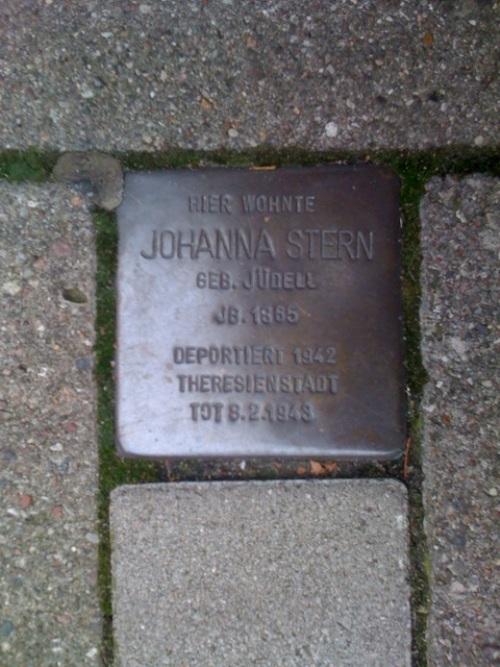 HIER WOHNTE
JOHANNA STERN
GEB. JÜDELL
JG. 1865
DEPORTIERT 1942
THERESIENSTADT
TOT 8.2.1943